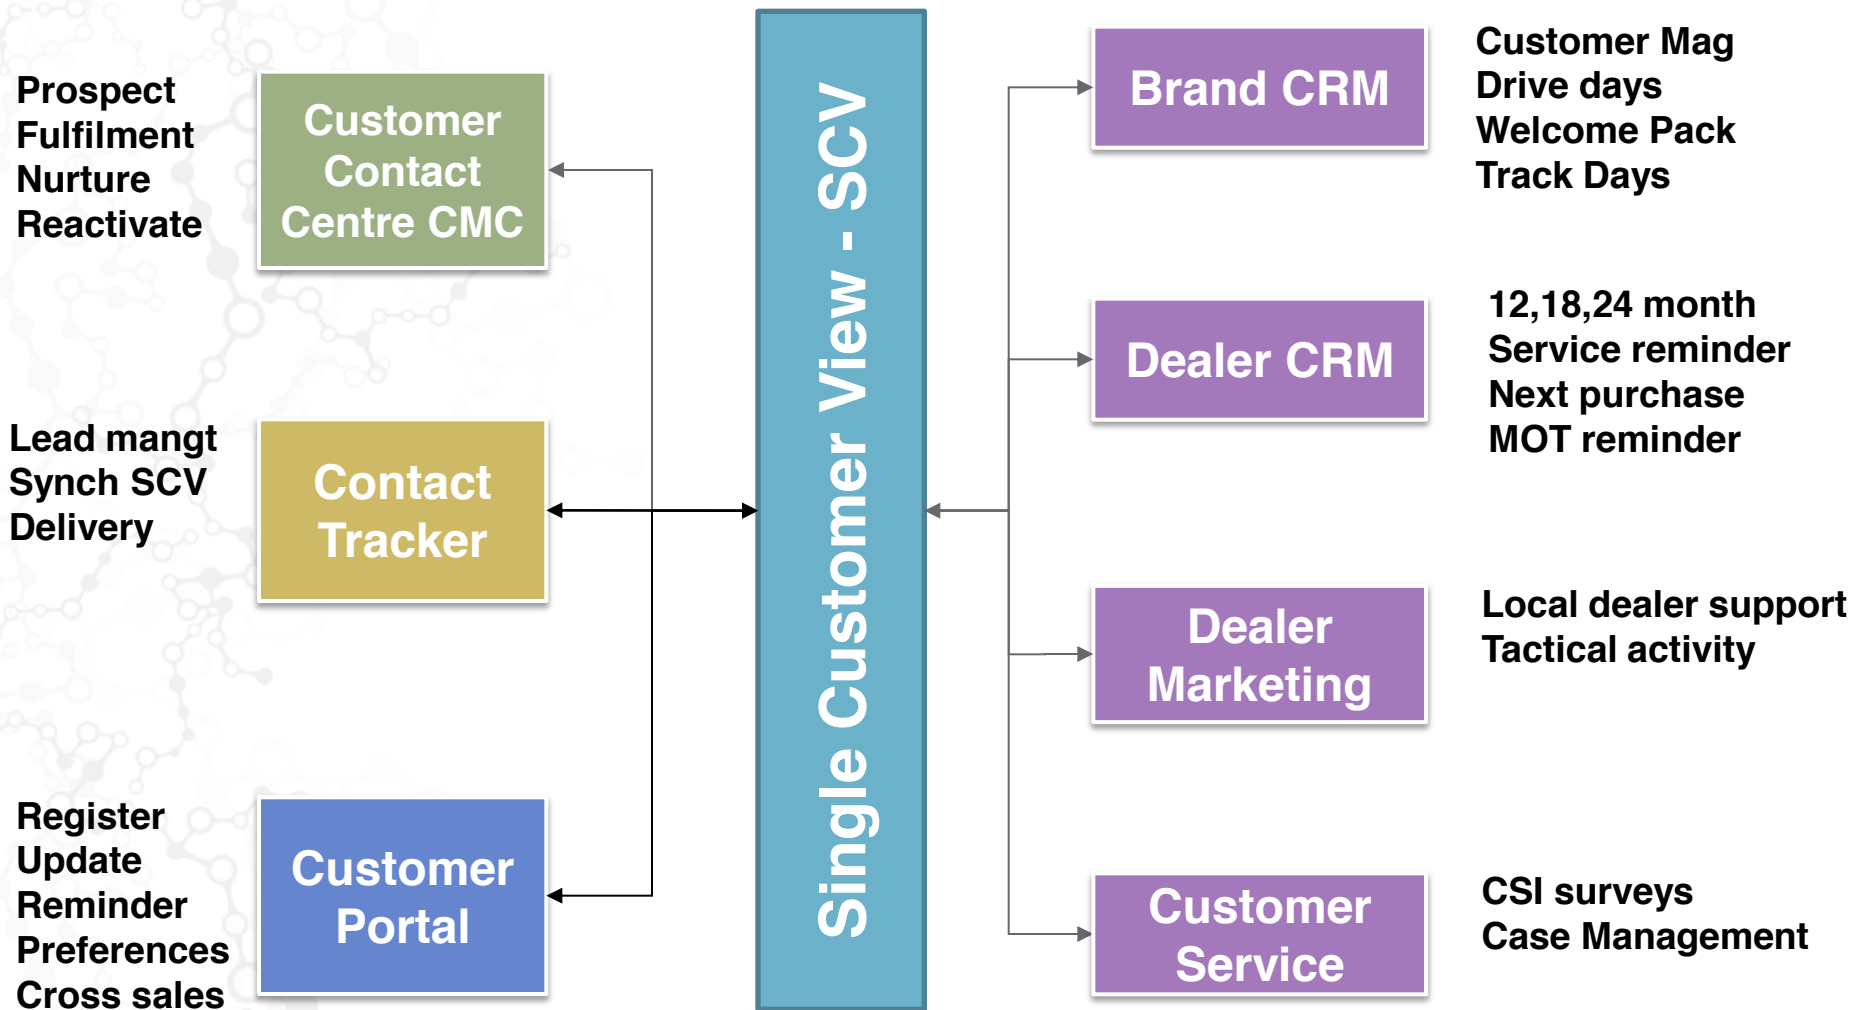 Prospect
Fulfilment
Nurture
Reactivate
Customer
Contact
Centre CMC
Lead mangt
Synch SCV
Delivery
Contact
Tracker
Register
Update
Reminder
Preferences
Cross sales
Customer
Portal
Single Customer View - SCV
Brand CRM
Customer Mag
Drive days
Welcome Pack
Track Days
Dealer CRM
12,18,24 month
Service reminder
Next purchase
MOT reminder
Dealer
Marketing
Local dealer support
Tactical activity
Customer
Service
CSI surveys
Case Management